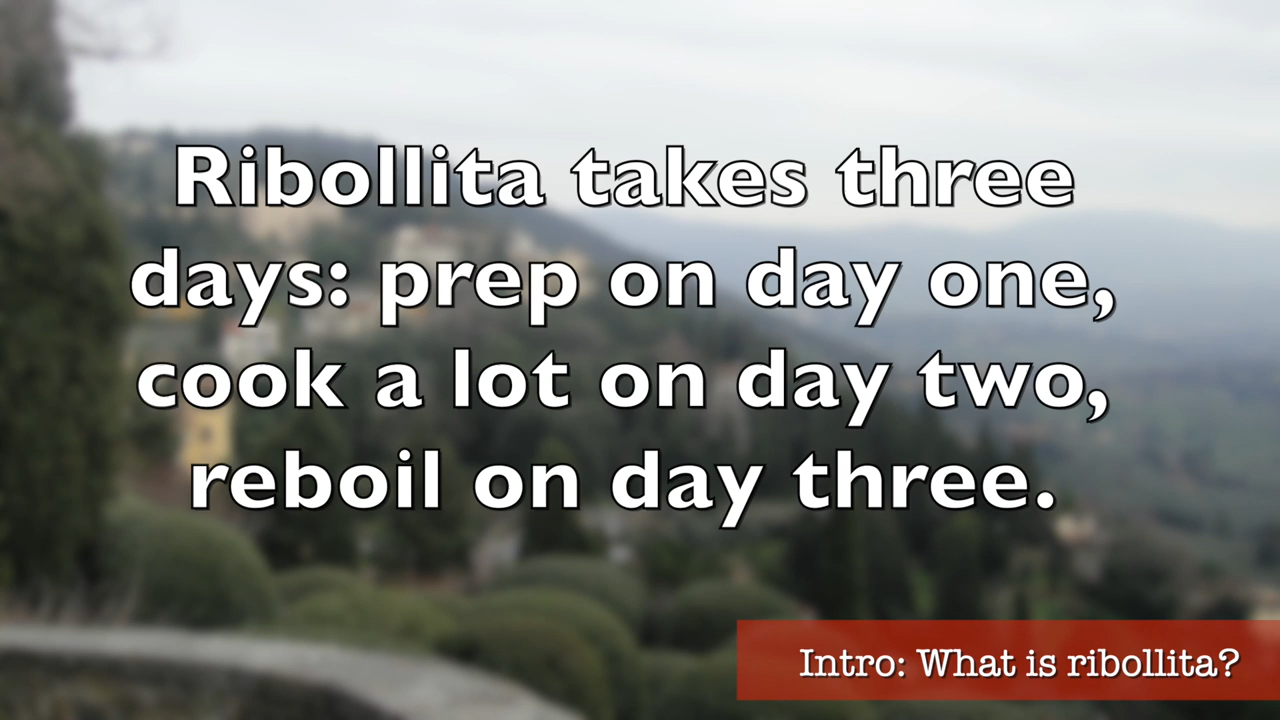 Ribollita takes three
days: prep on day one,
cook a lot on day two,
reboil on day three.
Intro: What is ribollita?